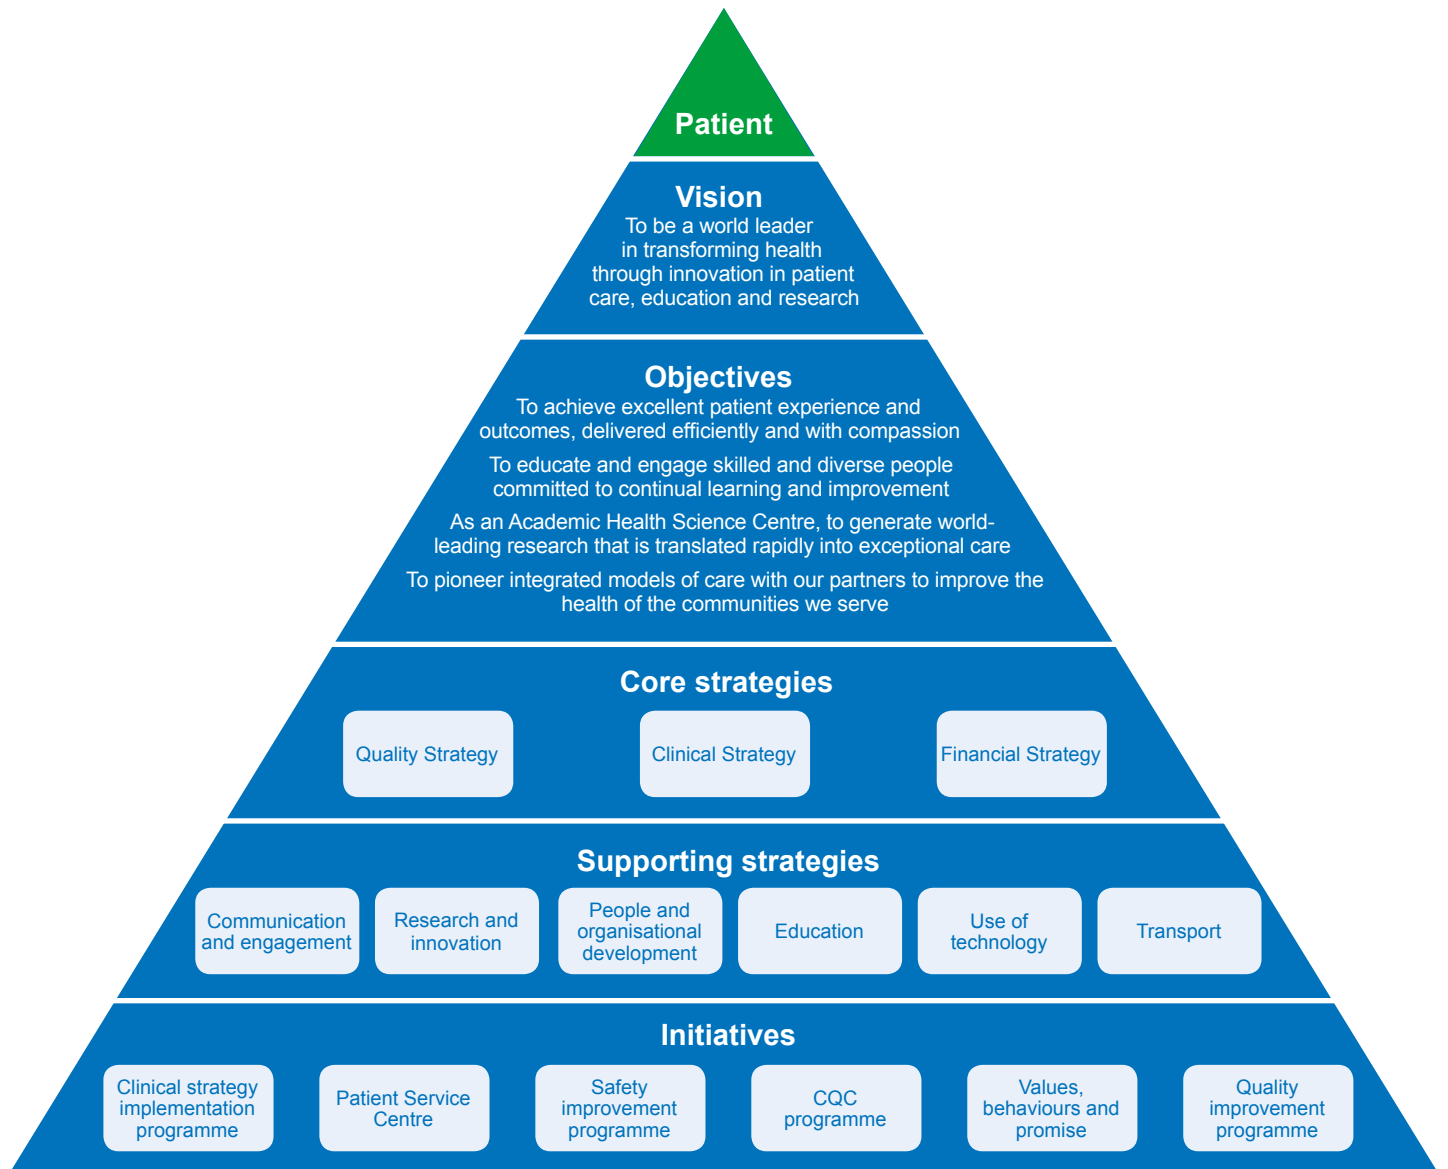 Patient
Vision
To be a world leader
in transforming health
through innovation in patient
care, education and research
Objectives
To achieve excellent patient experience and
outcomes, delivered efficiently and with compassion
To educate and engage skilled and diverse people
committed to continual learning and improvement
As an Academic Health Science Centre, to generate world-
leading research that is translated rapidly into exceptional care
To pioneer integrated models of care with our partners to improve the
health of the communities we serve
Core strategies
Quality Strategy
Clinical Strategy
Financial Strategy
Supporting strategies
Communication
and engagement
Research and
innovation
People and
organisational
development
Education
Use of
technology
Transport
Initiatives
Clinical strategy
implementation
programme
Patient Service
Centre
Safety
improvement
programme
CQC
programme
Values,
behaviours and
promise
Quality
improvement
programme